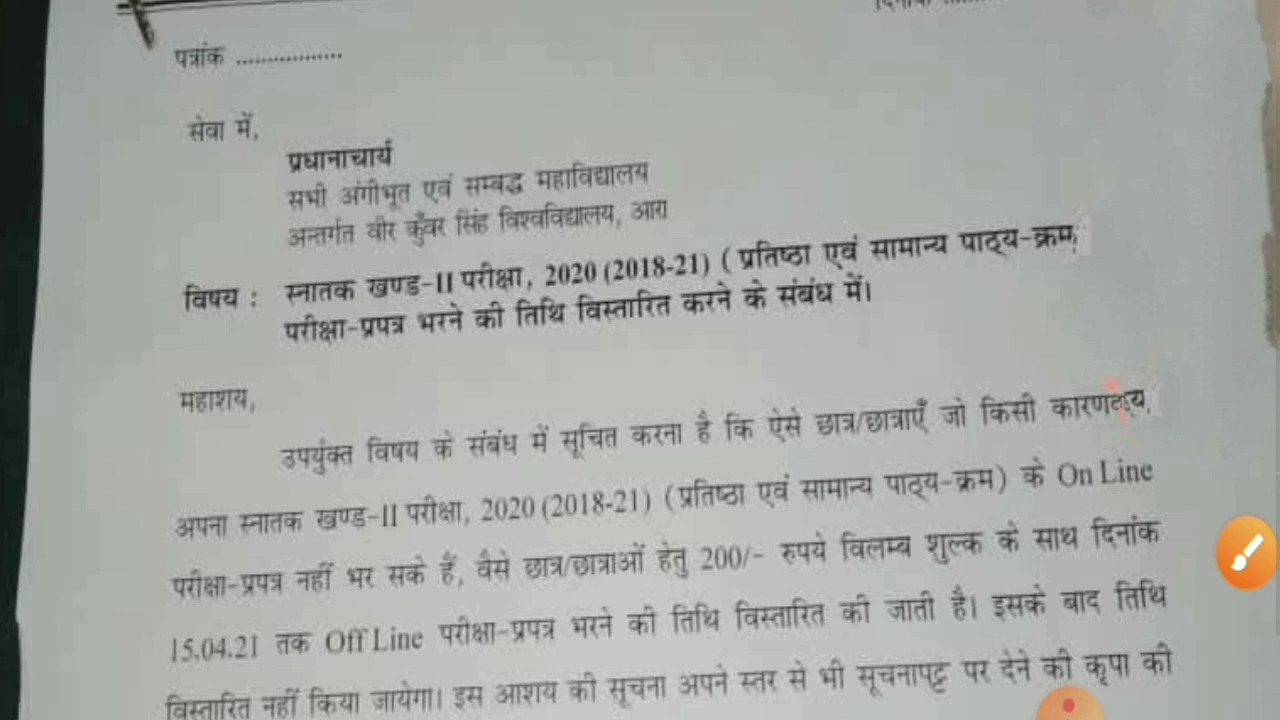 पत्रांक ..................
सेवा में,
प्रधानाचार्य
सभी अंगीभूत एवं सम्बद्ध महाविद्यालय
अन्तर्गत वीर कुँवर सिंह विश्वविद्यालय, आरा
विषय : स्नातक खण्ड-II परीक्षा, 2020 (2018-21) ( प्रतिष्ठा एवं सामान्य पाठ्य-क्रम
परीक्षा-प्रपत्र भरने की तिथि विस्तारित करने के संबंध में।
महाशय,
उपर्युक्त विषय के संबंध में सूचित करना है कि ऐसे छात्र/छात्राएँ जो किसी
अपना स्नातक खण्ड-II परीक्षा, 2020 (2018-21) (प्रतिष्ठा एवं सामान्य पाठ्य-क्रम) के On Line
परीक्षा-प्रपत्र नहीं भर सके हैं, वैसे छात्र/छात्राओं हेतु 200/- रुपये विलम्ब शुल्क के साथ दिनांक
15.04.21 तक Off Line परीक्षा-प्रपत्र भरने की तिथि विस्तारित की जाती है। इसके बाद तिथि
विस्तारित नहीं किया जायेगा। इस आशय की सूचना अपने स्तर से भी सूचनापट्ट पर देने की कृपा की